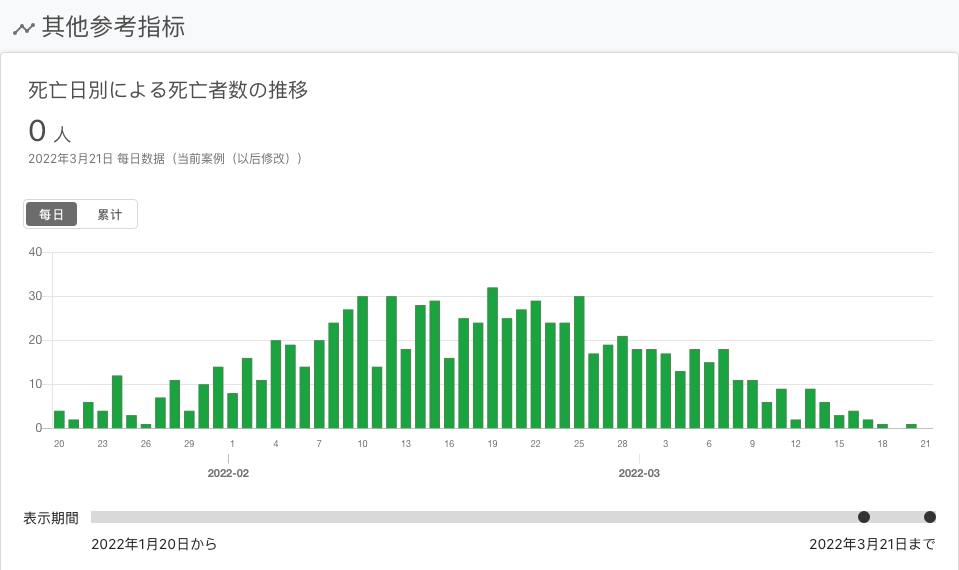 其他参考指标
死亡日別による死亡者数の推移
0 人
2022年3月21日 每日数据（当前案例（以后修改））
每日 累计
40
30
20
10
0
20 23 26 29 1 4 7 10 13 16 19 22 25 28 3 6 9 12 15 18 21
2022-02 2022-03
表示期間
2022年1月20日から 2022年3月21日まで